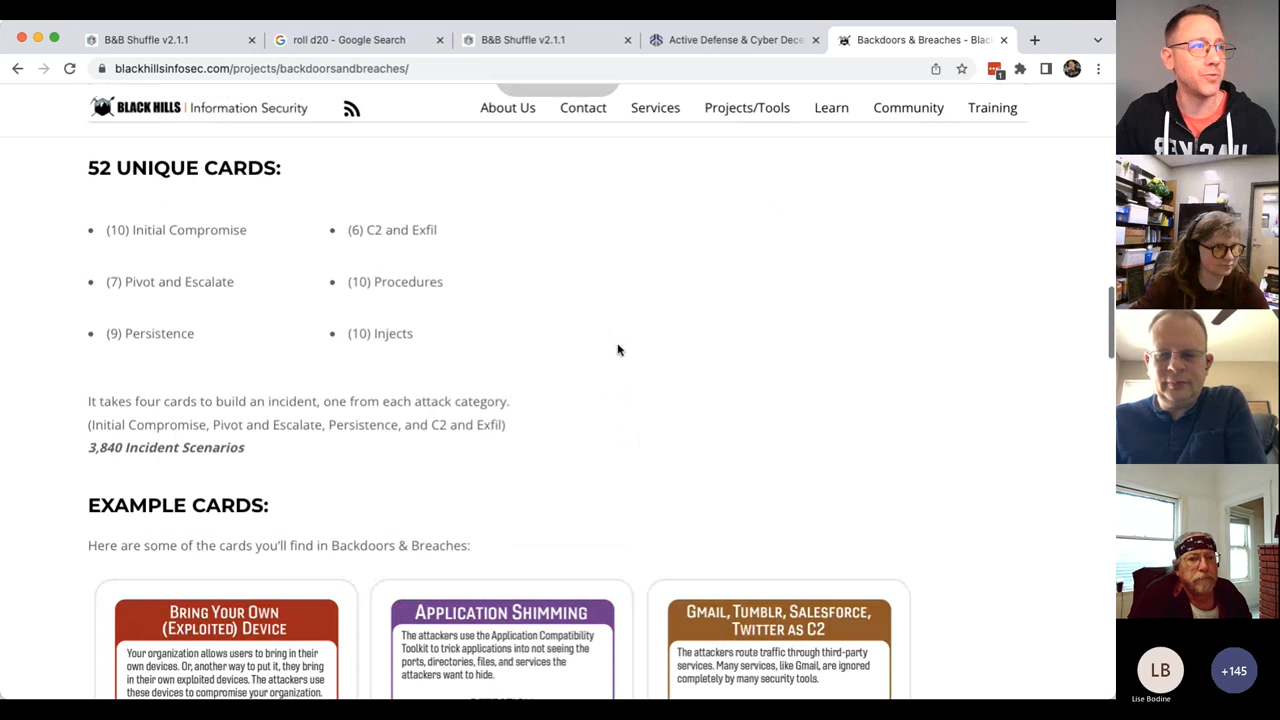 B&B Shuffle v2.1.1
roll d20 - Google Search
B&B Shuffle v2.1.1
Active Defense & Cyber Dece
Backdoors & Breaches - Blac
blackhillsinfosec.com/projects/backdoorsandbreaches/
1
BLACK HILLS | Information Security
About Us
Contact
Services
Projects/Tools
Learn
Community
Training
52 UNIQUE CARDS:
(10) Initial Compromise
(6) C2 and Exfil
(7) Pivot and Escalate
(10) Procedures
(9) Persistence
(10) Injects
It takes four cards to build an incident, one from each attack category.
(Initial Compromise, Pivot and Escalate, Persistence, and C2 and Exfil)
3,840 Incident Scenarios
EXAMPLE CARDS:
Here are some of the cards you'll find in Backdoors & Breaches:
BRING YOUR OWN
(EXPLOITED) DEVICE
Your organization allows users to bring in their
own devices. Or, another way to put it, they bring
in their own exploited devices. The attackers use
these devices to compromise your organization.
APPLICATION SHIMMING
The attackers use the Application Compatibility
Toolkit to trick applications into not seeing the
ports, directories, files, and services the
attackers want to hide.
GMAIL, TUMBLR, SALESFORCE,
TWITTER AS C2
The attackers route traffic through third-party
services. Many services, like Gmail, are ignored
completely by many security tools.
LB
+145
Lise Bodine